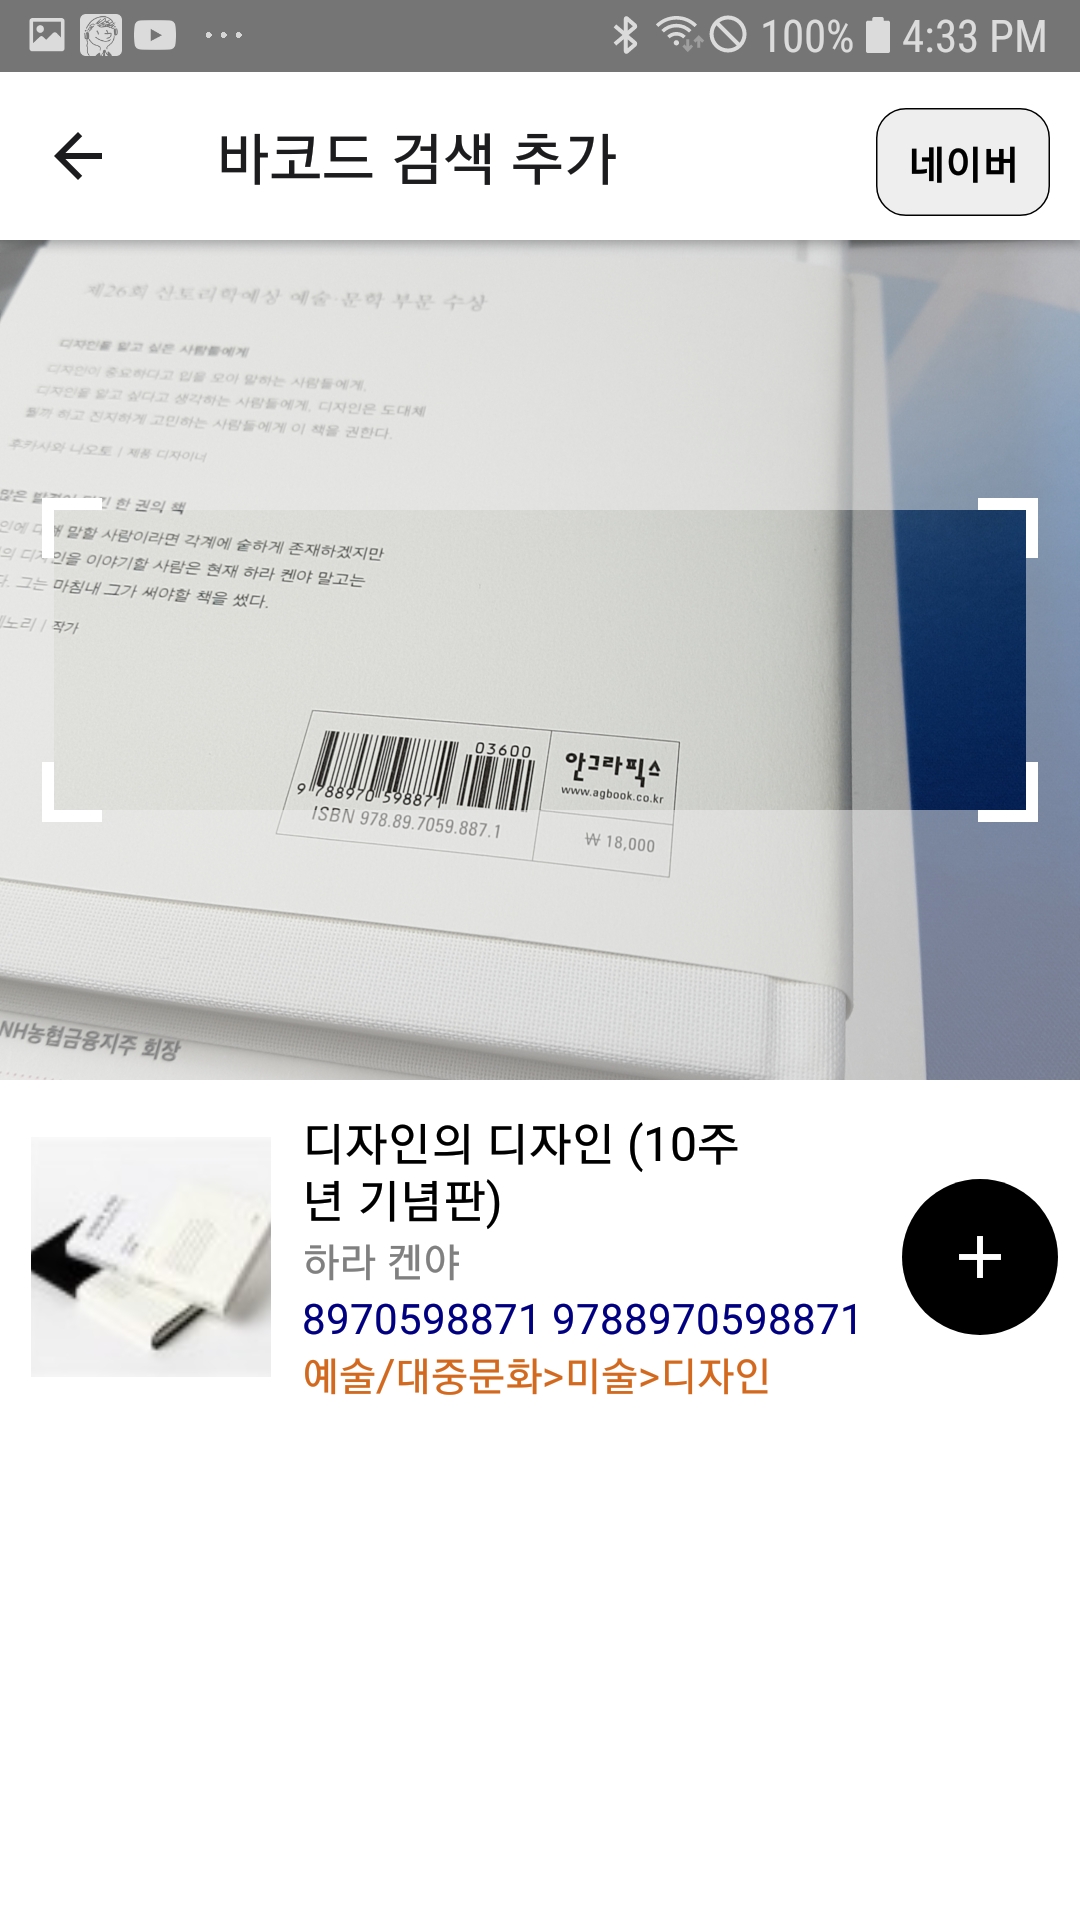 100% 4:33 PM
바코드 검색 추가
네이버
제26회 산토리학예상 예술·문학 부문 수상
디자인을 알고 싶은 사람들에게
디자인이 중요하다고 입을 모아 말하는 사람들에게,
디자인을 알고 싶다고 생각하는 사람들에게, 디자인은 도대체
뭘까 하고 진지하게 고민하는 사람들에게 이 책을 권한다.
후카사와 나오토 | 제품 디자이너
많은 한 권의 책
말할 사람이라면 각계에 숱하게 존재하겠지만
디자인을 이야기할 사람은 현재 하라 켄야 말고는
그는 마침내 그가 써야할 책을 썼다.
| 작가
03600
9 788970 598871
ISBN 978.89.7059.887.1
안그라픽스
www.agbook.co.kr
₩ 18,000
NH농협금융지주 회장
디자인의 디자인 (10주
년 기념판)
하라 켄야
8970598871 9788970598871
예술/대중문화>미술>디자인